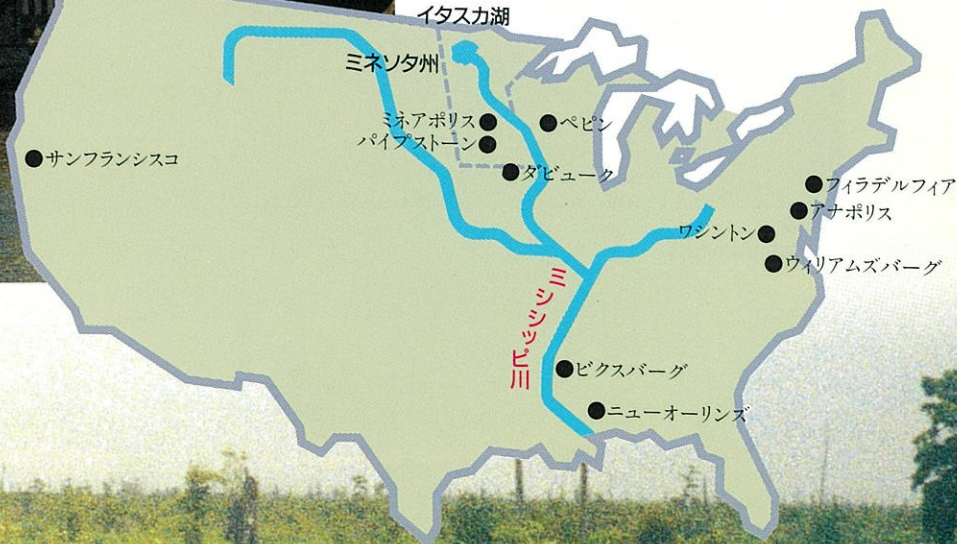 イタスカ湖
ミネソタ州
ミネアポリス
ペピン
パイプストーン
サンフランシスコ
ダビューク
フィラデルフィア
アナポリス
ワシントン
ウィリアムズバーグ
ミシシッピ川
ビクスバーグ
ニューオーリンズ